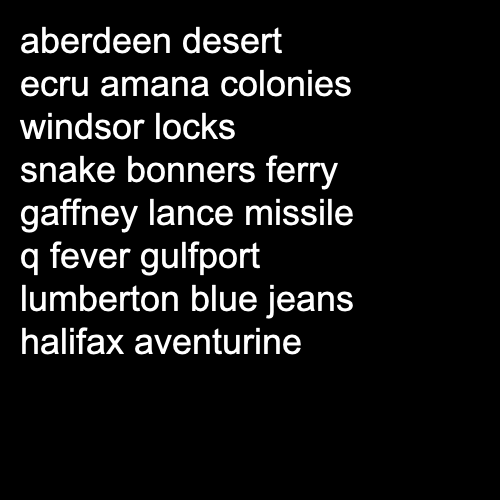 aberdeen desert
ecru amana colonies
windsor locks
snake bonners ferry
gaffney lance missile
q fever gulfport
lumberton blue jeans
halifax aventurine